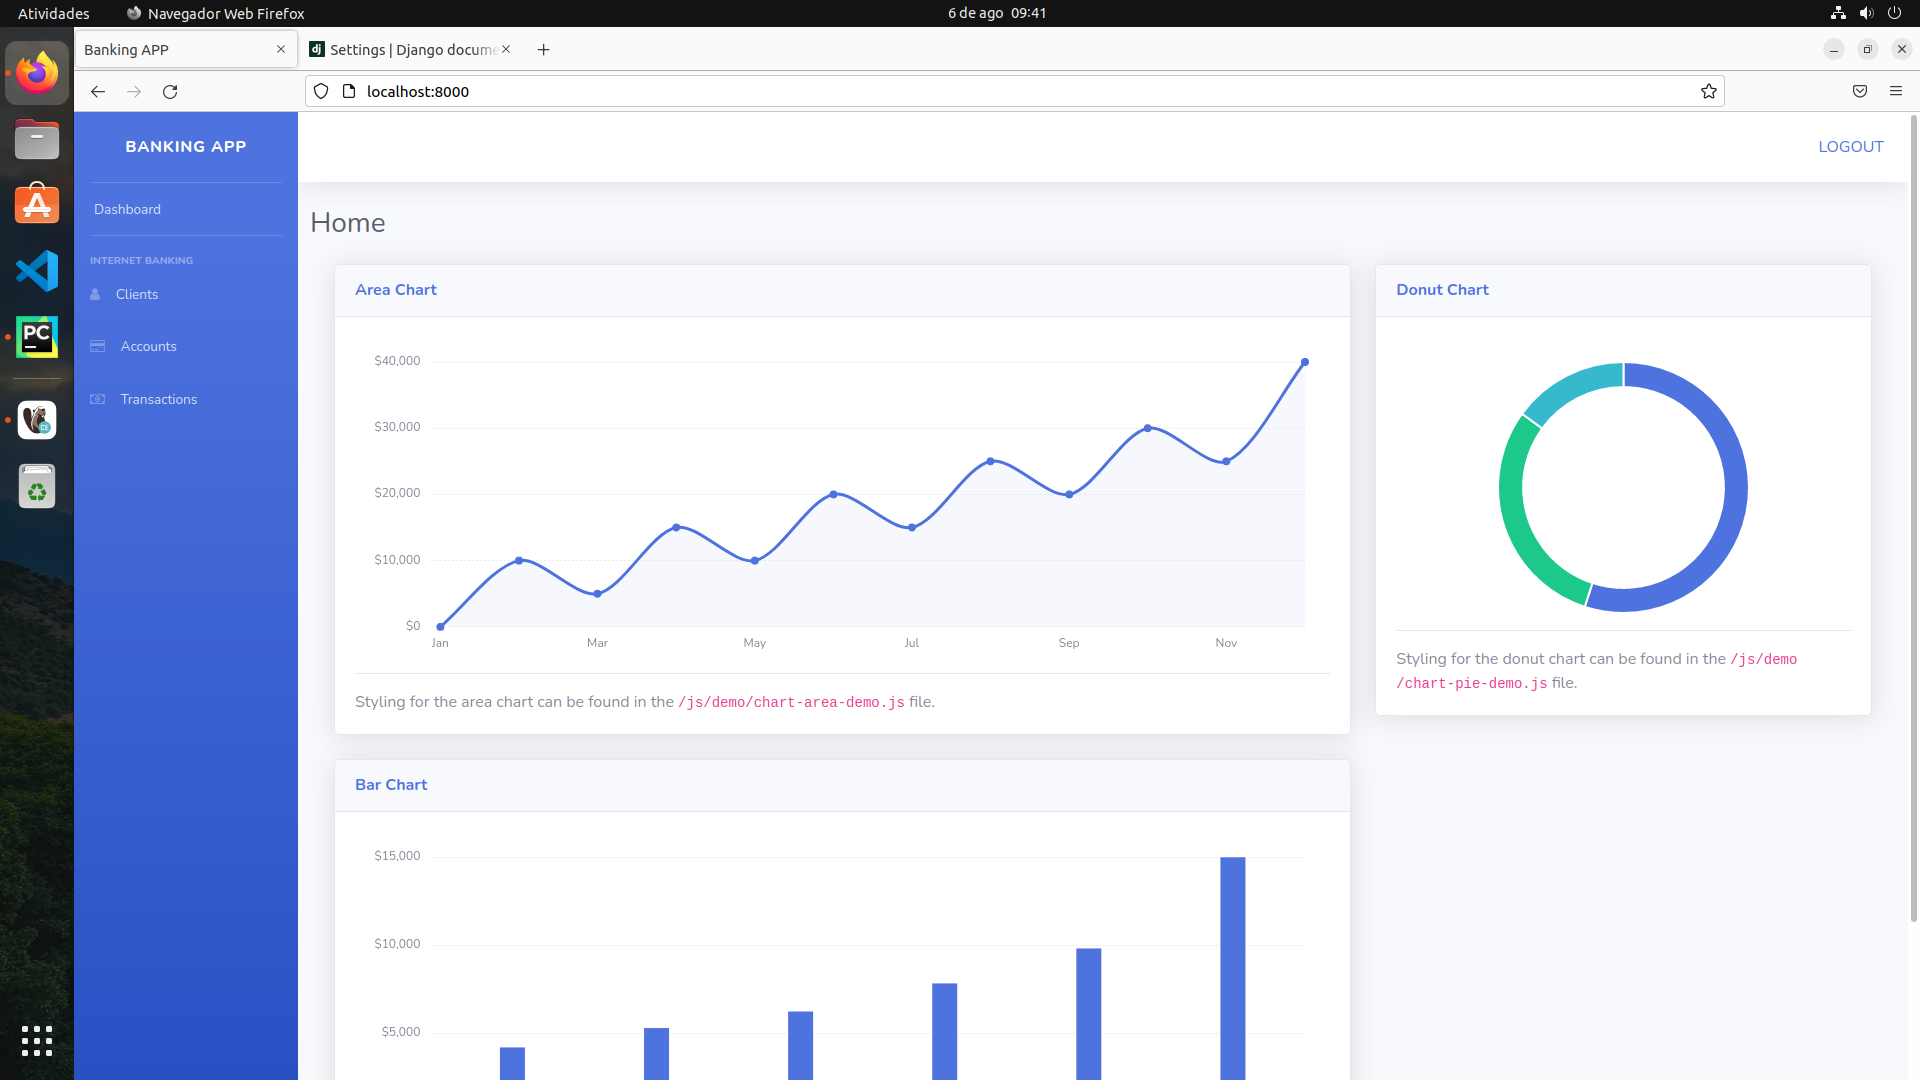 Atividades
Navegador Web Firefox
6 de ago 09:41
Banking APP
Settings | Django docume
localhost:8000
BANKING APP
LOGOUT
Dashboard
INTERNET BANKING
Clients
Accounts
Transactions
Home
Area Chart
$40,000
$30,000
$20,000
$10,000
$0
Jan
Mar
May
Jul
Sep
Nov
Styling for the area chart can be found in the /js/demo/chart-area-demo.js file.
Donut Chart
Styling for the donut chart can be found in the /js/demo
/chart-pie-demo.js file.
Bar Chart
$15,000
$10,000
$5,000
PC
CE
dj